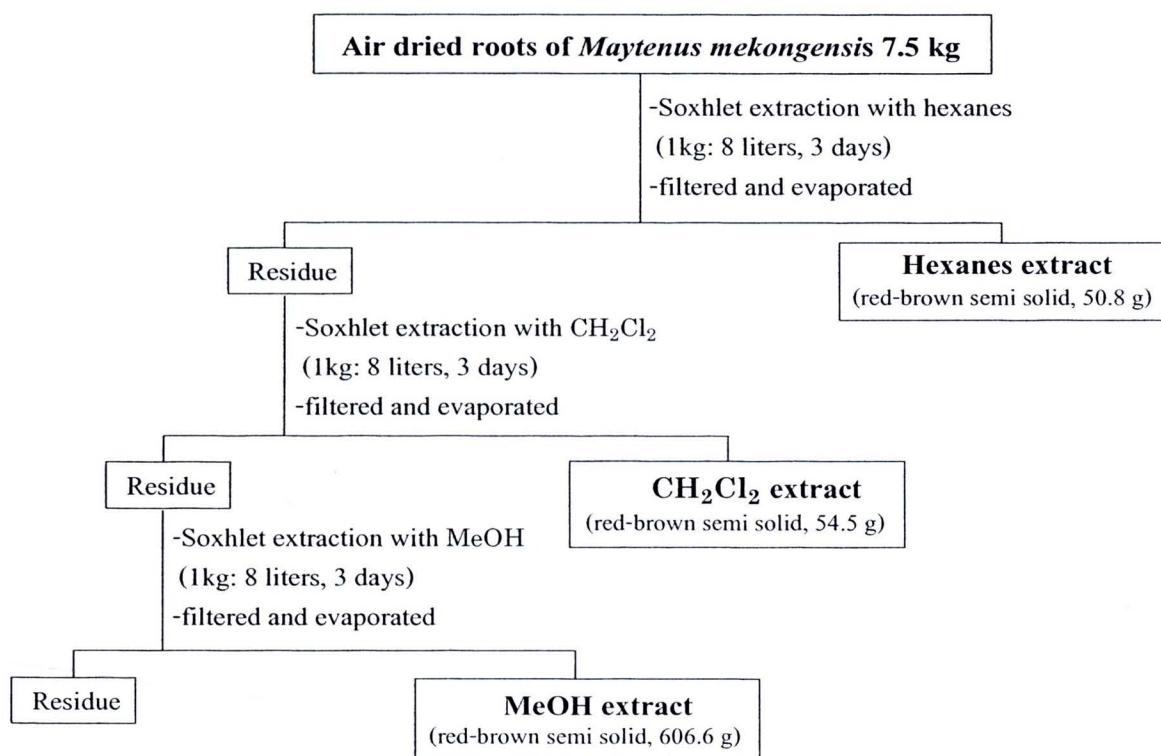 Air dried roots of Maytenus mekongensis 7.5 kg
-Soxhlet extraction with hexanes
(1kg: 8 liters, 3 days)
-filtered and evaporated
Residue
Hexanes extract
(red-brown semi solid, 50.8 g)
-Soxhlet extraction with CH₂Cl₂
(1kg: 8 liters, 3 days)
-filtered and evaporated
Residue
CH₂Cl₂ extract
(red-brown semi solid, 54.5 g)
-Soxhlet extraction with MeOH
(1kg: 8 liters, 3 days)
-filtered and evaporated
Residue
MeOH extract
(red-brown semi solid, 606.6 g)